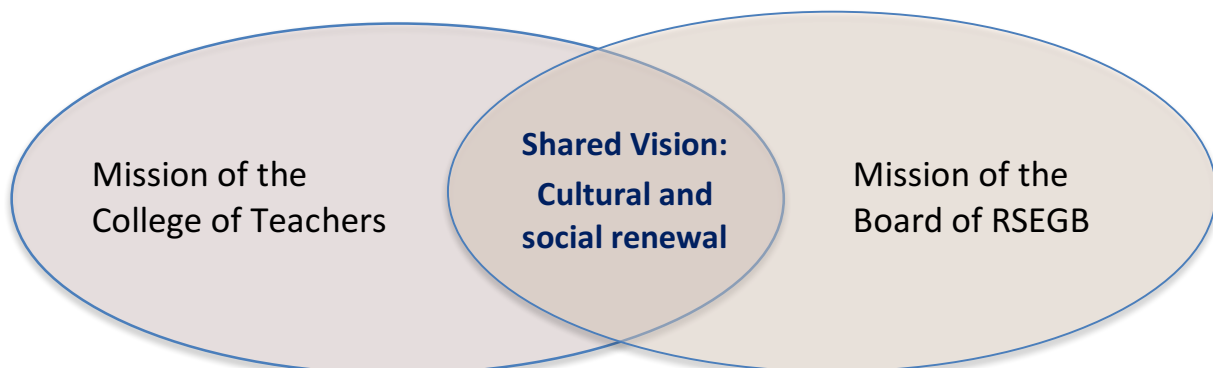 Mission of the
College of Teachers
Shared Vision:
Cultural and
social renewal
Mission of the
Board of RSEGB